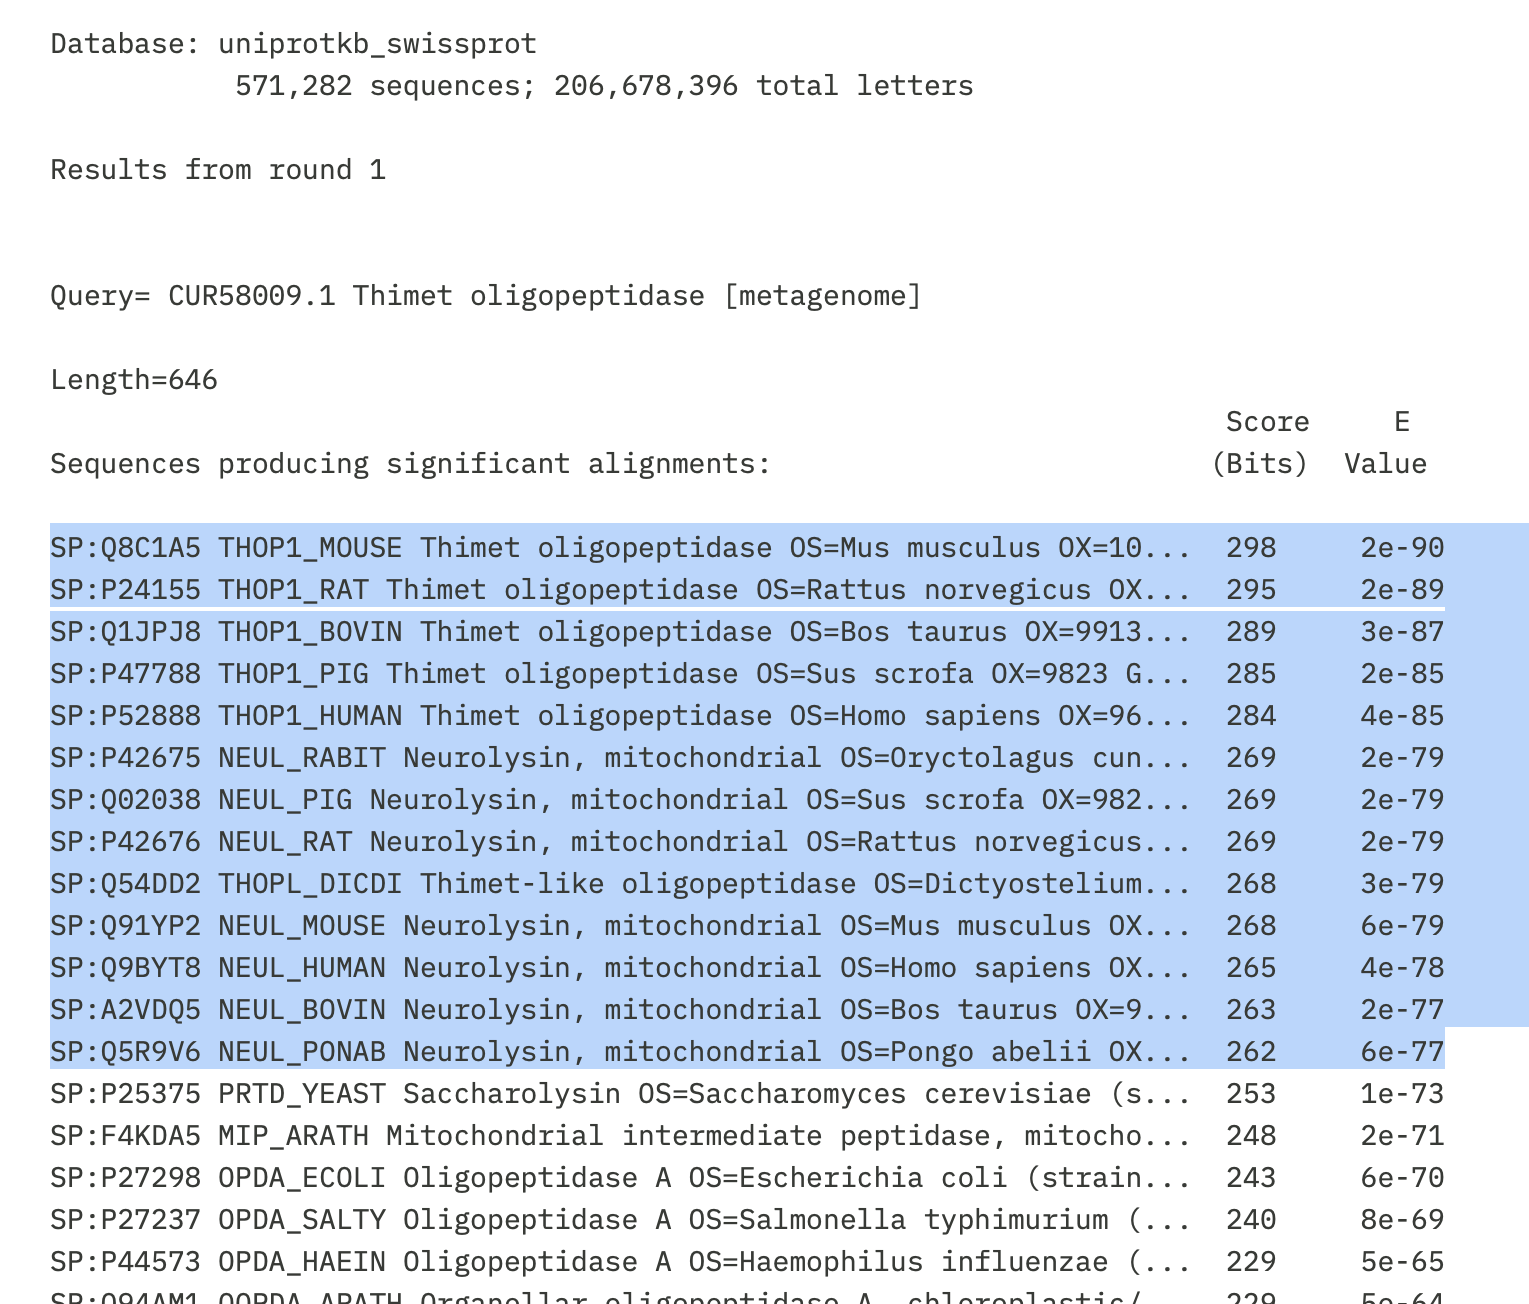 Database: uniprotkb_swissprot
571,282 sequences; 206,678,396 total letters
Results from round 1
Query= CUR58009.1 Thimet oligopeptidase [metagenome]
Length=646
Score E
Sequences producing significant alignments: (Bits) Value
SP:Q8C1A5 THOP1_MOUSE Thimet oligopeptidase OS=Mus musculus OX=10... 298 2e-90
SP:P24155 THOP1_RAT Thimet oligopeptidase OS=Rattus norvegicus OX... 295 2e-89
SP:Q1JPJ8 THOP1_BOVIN Thimet oligopeptidase OS=Bos taurus OX=9913... 289 3e-87
SP:P47788 THOP1_PIG Thimet oligopeptidase OS=Sus scrofa OX=9823 G... 285 2e-85
SP:P52888 THOP1_HUMAN Thimet oligopeptidase OS=Homo sapiens OX=96... 284 4e-85
SP:P42675 NEUL_RABIT Neurolysin, mitochondrial OS=Oryctolagus cun... 269 2e-79
SP:Q02038 NEUL_PIG Neurolysin, mitochondrial OS=Sus scrofa OX=982... 269 2e-79
SP:P42676 NEUL_RAT Neurolysin, mitochondrial OS=Rattus norvegicus... 269 2e-79
SP:Q54DD2 THOPL_DICDI Thimet-like oligopeptidase OS=Dictyostelium... 268 3e-79
SP:Q91YP2 NEUL_MOUSE Neurolysin, mitochondrial OS=Mus musculus OX... 268 6e-79
SP:Q9BYT8 NEUL_HUMAN Neurolysin, mitochondrial OS=Homo sapiens OX... 265 4e-78
SP:A2VDQ5 NEUL_BOVIN Neurolysin, mitochondrial OS=Bos taurus OX=9... 263 2e-77
SP:Q5R9V6 NEUL_PONAB Neurolysin, mitochondrial OS=Pongo abelii OX... 262 6e-77
SP:P25375 PRTD_YEAST Saccharolysin OS=Saccharomyces cerevisiae (s... 253 1e-73
SP:F4KDA5 MIP_ARATH Mitochondrial intermediate peptidase, mitocho... 248 2e-71
SP:P27298 OPDA_ECOLI Oligopeptidase A OS=Escherichia coli (strain... 243 6e-70
SP:P27237 OPDA_SALTY Oligopeptidase A OS=Salmonella typhimurium (... 240 8e-69
SP:P44573 OPDA_HAEIN Oligopeptidase A OS=Haemophilus influenzae (... 229 5e-65
SP:Q94AM1 OOPDA_ARATH Organellar oligopeptidase A, chloroplastic/... 229 5e-64